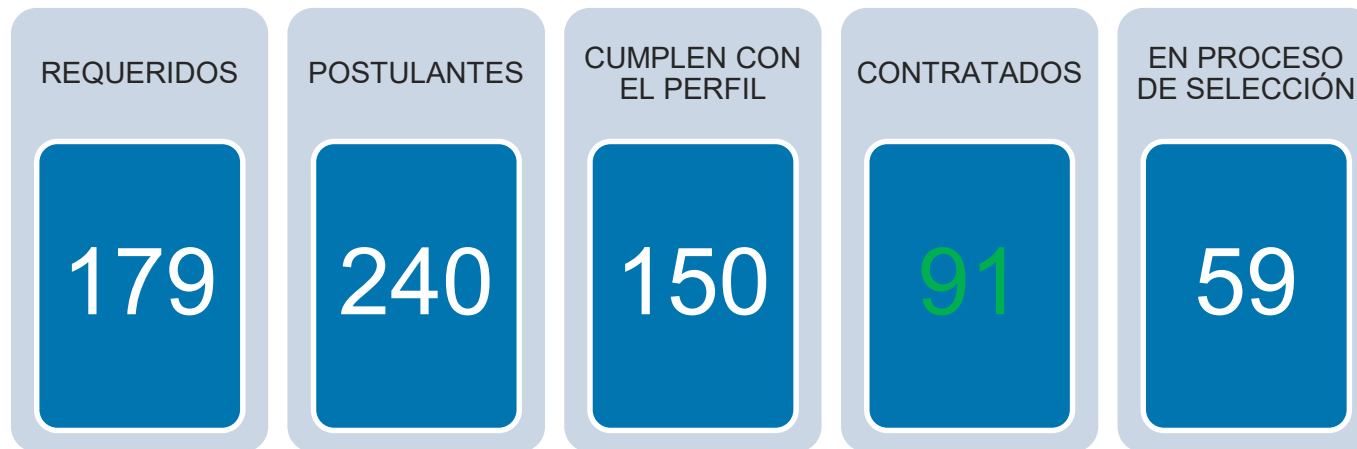 REQUERIDOS
179
POSTULANTES
240
CUMPLEN CON
EL PERFIL
150
CONTRATADOS
91
EN PROCESO
DE SELECCIÓN
59